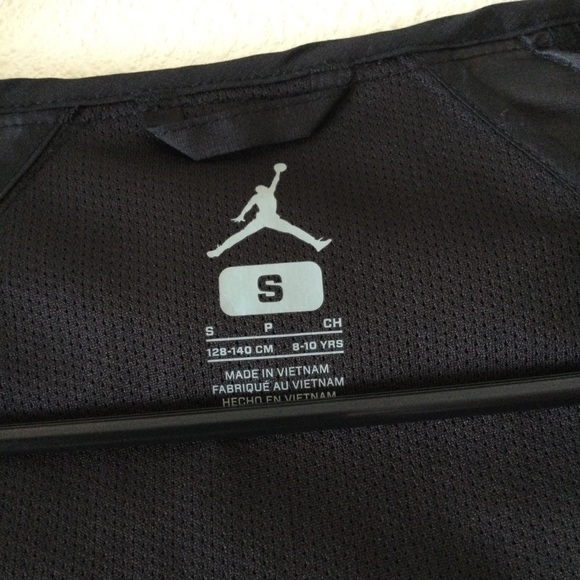 S
S P CH
128-140 CM 8-10 YRS
MADE IN VIETNAM
FABRIQUÉ AU VIETNAM
HECHO EN VIETNAM